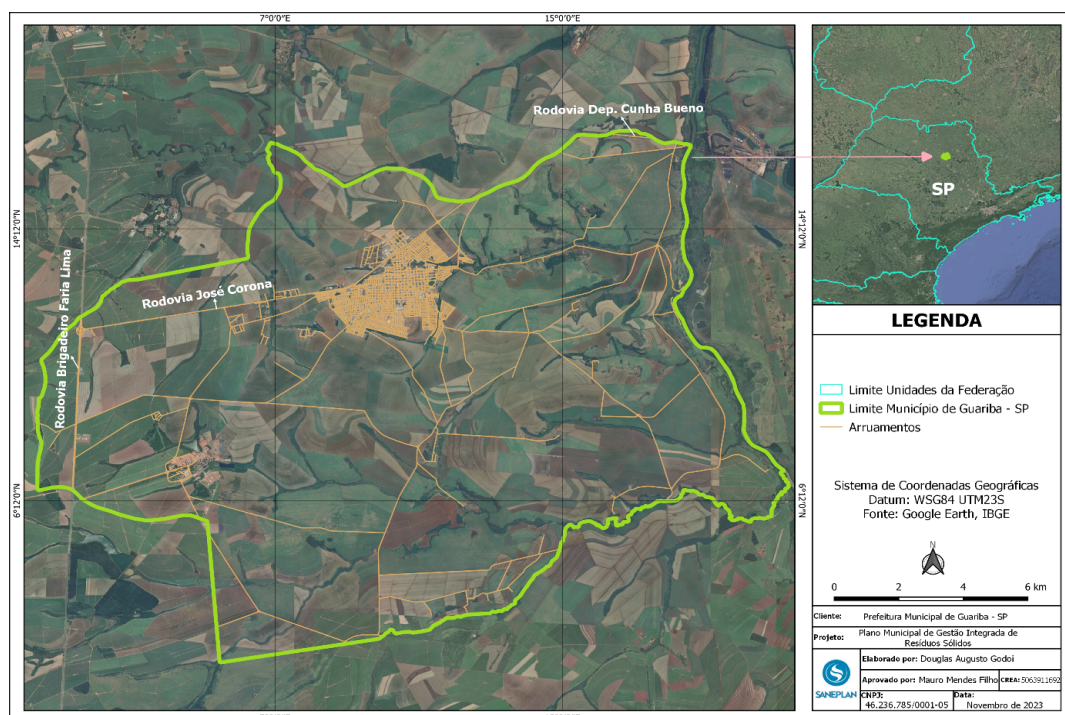 7°0'0"E
15°0'0"E
Rodovia Dep. Cunha Bueno
SP
14°12'0"N
14°12'0"N
Rodovia José Corona
Rodovia Brigadeiro Faria Lima
LEGENDA
Limite Unidades da Federação
Limite Município de Guariba - SP
Arruamentos
6°12'0"N
6°12'0"N
Sistema de Coordenadas Geográficas
Datum: WSG84 UTM23S
Fonte: Google Earth, IBGE
N
0 2 4 6 km
Cliente: Prefeitura Municipal de Guariba - SP
Projeto: Plano Municipal de Gestão Integrada de
Resíduos Sólidos
Elaborado por: Douglas Augusto Godoi
Aprovado por: Mauro Mendes Filho CREA: 5063911692
SANEPLAN
CNPJ: Data:
46.236.785/0001-05 Novembro de 2023